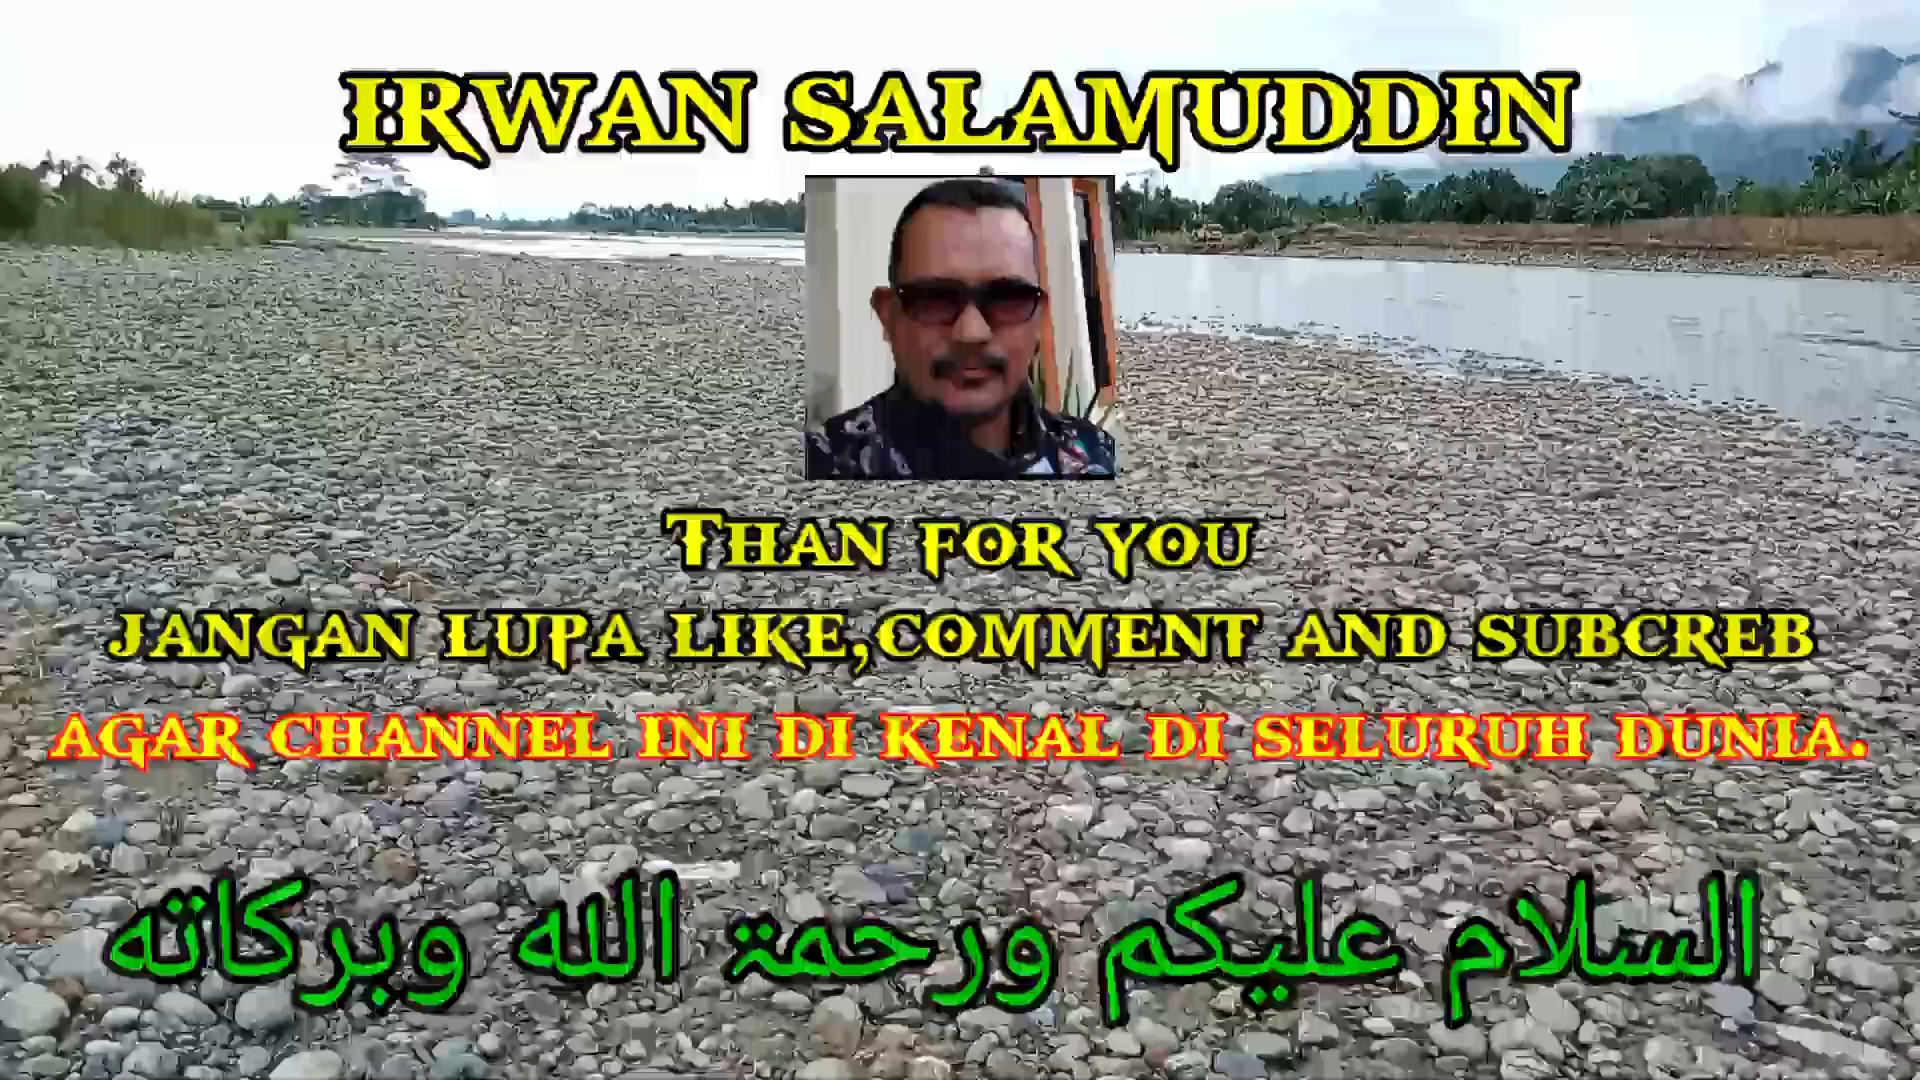 IRWAN SALAMUDDIN
THAN FOR YOU
JANGAN LUPA LIKE,COMMENT AND SUBCREB
AGAR CHANNEL INI DI KENAL DI SELURUH DUNIA.
السلام عليكم ورحمة الله وبركاته